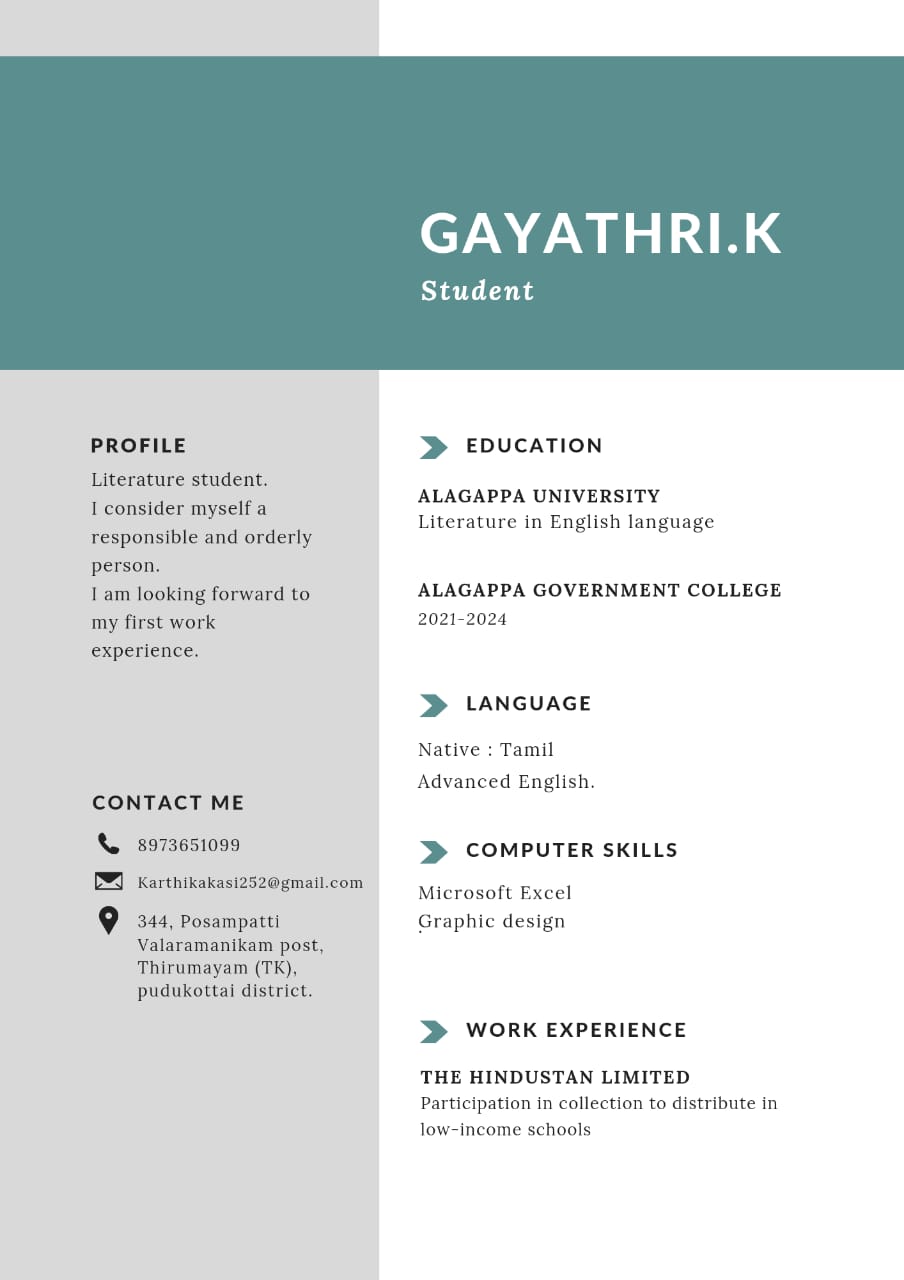 GAYATHRI.K
Student
PROFILE
Literature student.
I consider myself a
responsible and orderly
person.
I am looking forward to
my first work
experience.
CONTACT ME
8973651099
Karthikakasi252@gmail.com
344, Posampatti
Valaramanikam post,
Thirumayam (TK),
pudukottai district.
EDUCATION
ALAGAPPA UNIVERSITY
Literature in English language
ALAGAPPA GOVERNMENT COLLEGE
2021-2024
LANGUAGE
Native : Tamil
Advanced English.
COMPUTER SKILLS
Microsoft Excel
Graphic design
.
WORK EXPERIENCE
THE HINDUSTAN LIMITED
Participation in collection to distribute in
low-income schools